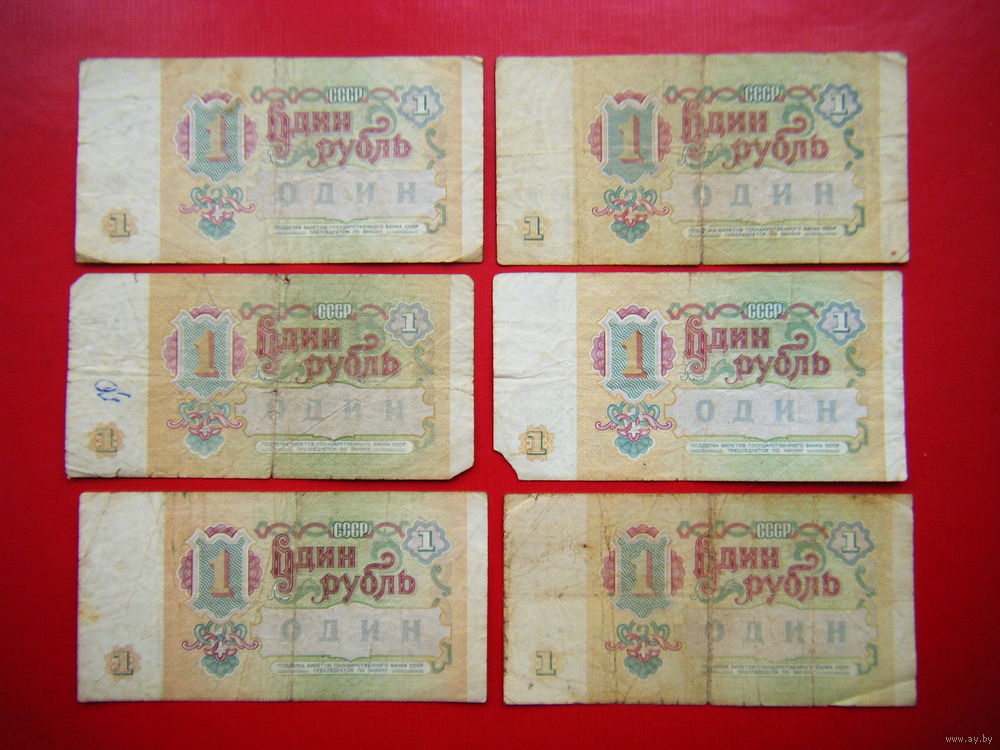 СССР 1
1 Один
рубль
ОДИН
1 ПОДДЕЛКА БИЛЕТОВ ГОСУДАРСТВЕННОГО БАНКА СССР
ПРЕСЛЕДУЕТСЯ ПО ЗАКОНУ
СССР 1
1 Один
рубль
ОДИН
1 ПОДДЕЛКА БИЛЕТОВ ГОСУДАРСТВЕННОГО БАНКА СССР
ПРЕСЛЕДУЕТСЯ ПО ЗАКОНУ
СССР 1
1 Один
рубль
ОДИН
1 ПОДДЕЛКА БИЛЕТОВ ГОСУДАРСТВЕННОГО БАНКА СССР
ПРЕСЛЕДУЕТСЯ ПО ЗАКОНУ
СССР 1
1 Один
рубль
ОДИН
1 ПОДДЕЛКА БИЛЕТОВ ГОСУДАРСТВЕННОГО БАНКА СССР
ПРЕСЛЕДУЕТСЯ ПО ЗАКОНУ
СССР 1
1 Один
рубль
ОДИН
1 ПОДДЕЛКА БИЛЕТОВ ГОСУДАРСТВЕННОГО БАНКА СССР
ПРЕСЛЕДУЕТСЯ ПО ЗАКОНУ
СССР 1
1 Один
рубль
ОДИН
1 ПОДДЕЛКА БИЛЕТОВ ГОСУДАРСТВЕННОГО БАНКА СССР
ПРЕСЛЕДУЕТСЯ ПО ЗАКОНУ
www.ay.by